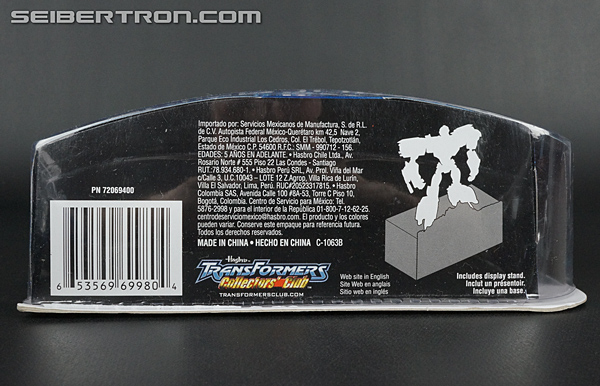 SEIBERTRON.COM
Importado por: Servicios Mexicanos de Manufactura, S. de R.L.
de C.V. Autopista Federal México-Querétaro km 42.5 Nave 2,
Parque Eco Industrial Los Cedros. Col. El Trébol, Tepotzotlán,
Estado de México C.P. 54600 R.F.C.: SMM - 990712 - 156.
EDADES: 5 AÑOS EN ADELANTE. • Hasbro Chile Ltda., Av.
Rosario Norte # 555 Piso 22 Las Condes - Santiago
RUT:78.934.680-1. • Hasbro Perú SRL, Av. Prol. Viña del Mar
s/Calle 3, U.C. 10043 – LOTE 12 Z.Agrop, Villa Rica de Lurín,
Villa El Salvador, Lima, Perú. RUC#20523317815. • Hasbro
Colombia SAS, Avenida Calle 100 #8A-53, Torre C Piso 10,
Bogotá, Colombia. Centro de Servicio para México: Tel.
5876-2998 y para el interior de la República 01-800-7-12-62-25.
centrodeserviciomexico@hasbro.com. El producto y los colores
pueden variar. Conserve este empaque para referencia futura.
MADE IN CHINA • HECHO EN CHINA C-1063B
PN 72069400
6 53569 69980 4
Hasbro
TRANSFORMERS
Collectors' Club
TRANSFORMERSCLUB.COM
Web site in English
Site Web en anglais
Sitio web en inglés
Includes display stand.
Inclut un présentoir.
Incluye una base.